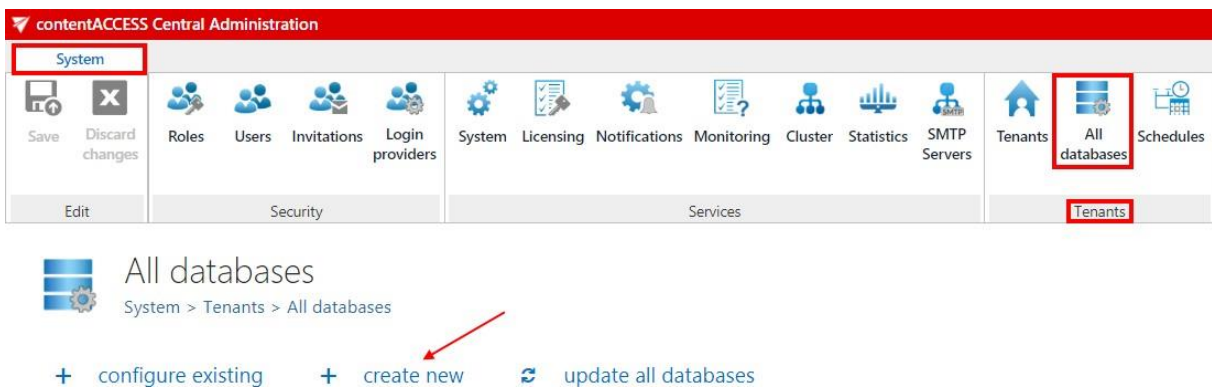 contentACCESS Central Administration
System
Save Discard changes Roles Users Invitations Login providers System Licensing Notifications Monitoring Cluster Statistics SMTP Servers Tenants All databases Schedules
Edit Security Services Tenants
All databases
System > Tenants > All databases
+ configure existing + create new update all databases